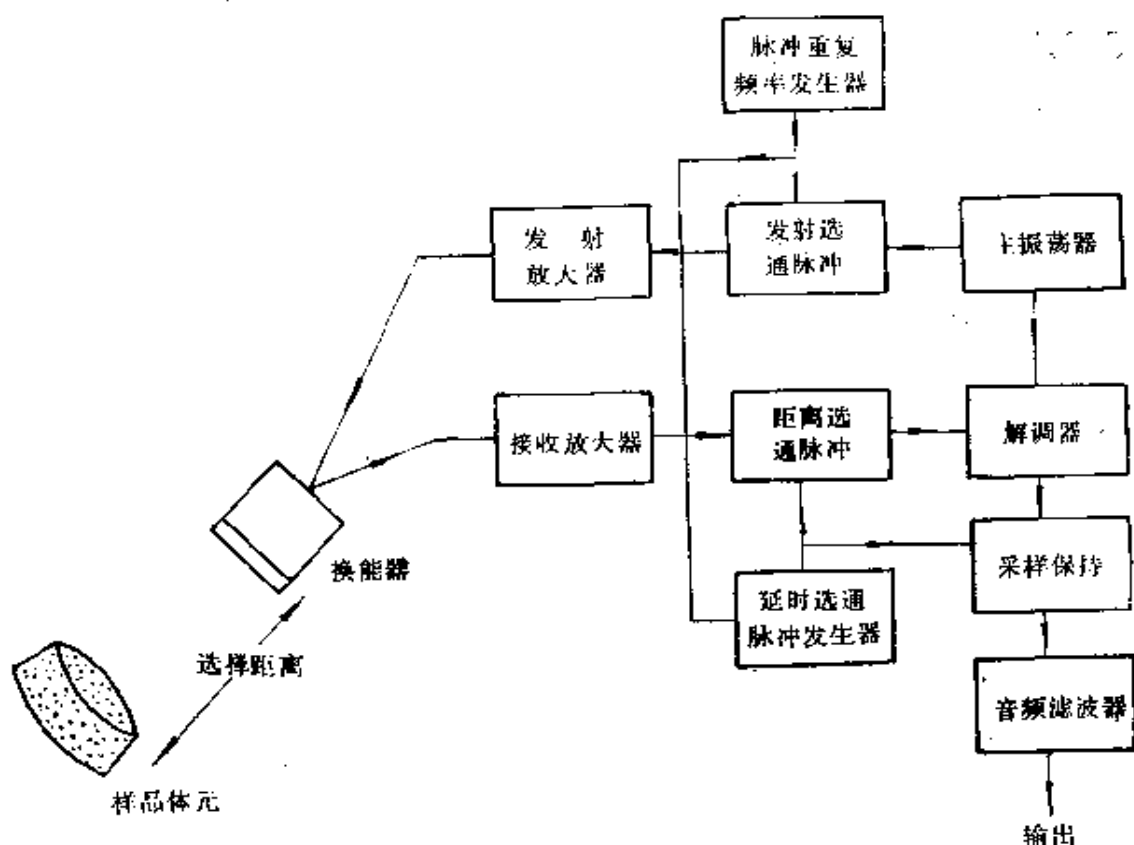 脉冲重复
频率发生器
发 射
放大器
发射选
通脉冲
主振荡器
接收放大器
距离选
通脉冲
解调器
换能器
延时选通
脉冲发生器
采样保持
选择距离
音频滤波器
样品体元
输出